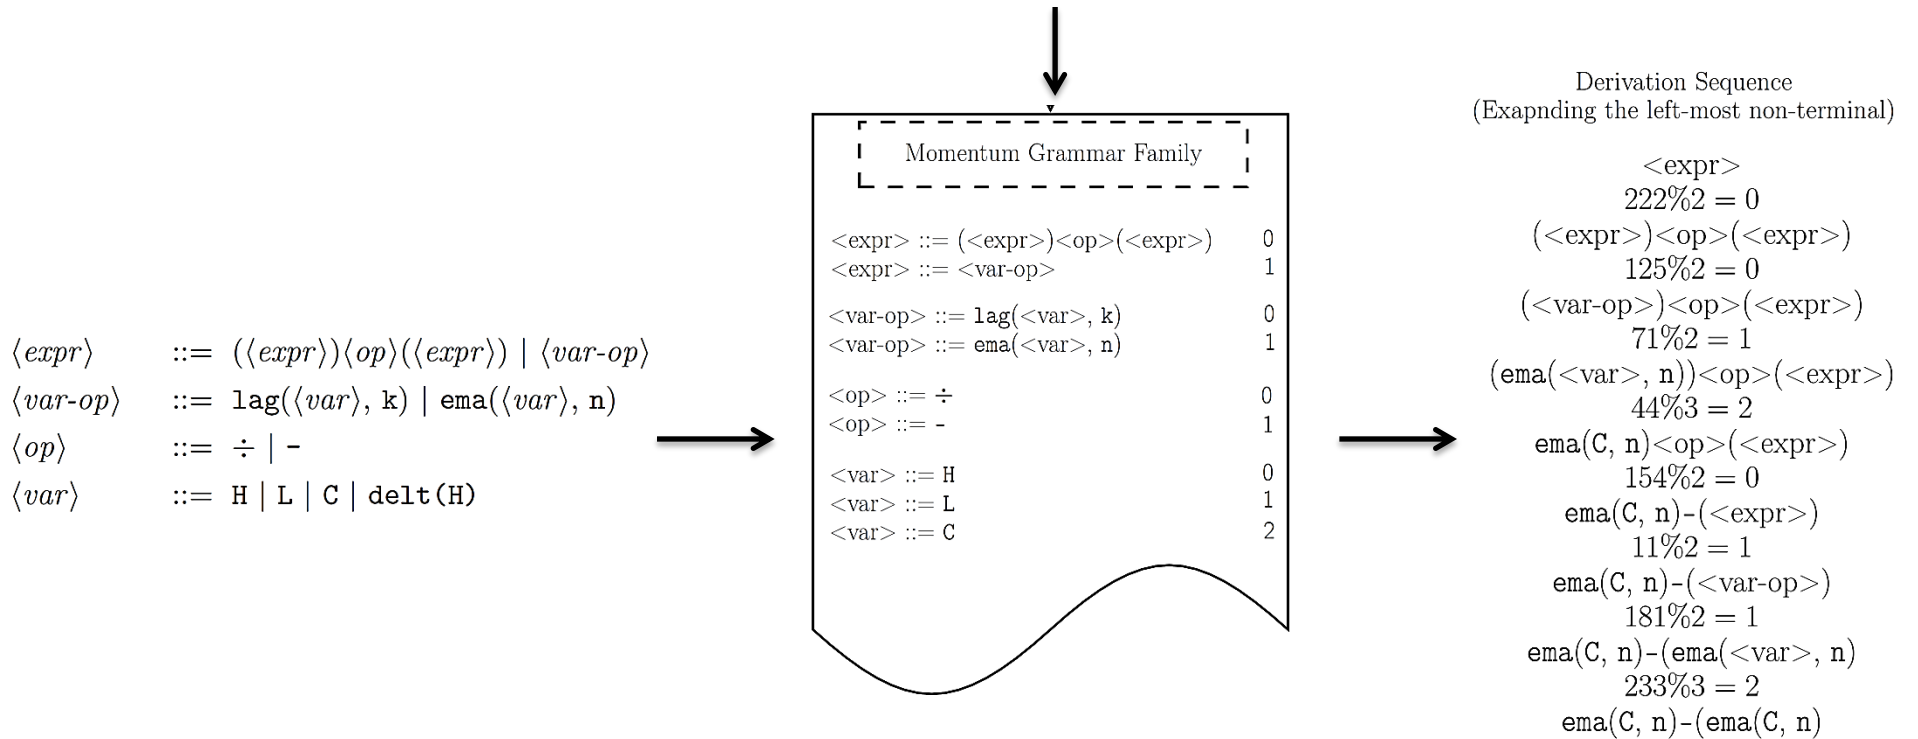 ⟨expr⟩ ::= (⟨expr⟩)⟨op⟩(⟨expr⟩) | ⟨var-op⟩
⟨var-op⟩ ::= lag(⟨var⟩, k) | ema(⟨var⟩, n)
⟨op⟩ ::= ÷ | -
⟨var⟩ ::= H | L | C | delt(H)
Momentum Grammar Family
<expr> ::= (<expr>)<op>(<expr>) 0
<expr> ::= <var-op> 1
<var-op> ::= lag(<var>, k) 0
<var-op> ::= ema(<var>, n) 1
<op> ::= ÷ 0
<op> ::= - 1
<var> ::= H 0
<var> ::= L 1
<var> ::= C 2
Derivation Sequence
(Exapnding the left-most non-terminal)
<expr>
222%2 = 0
(<expr>)<op>(<expr>)
125%2 = 0
(<var-op>)<op>(<expr>)
71%2 = 1
(ema(<var>, n))<op>(<expr>)
44%3 = 2
ema(C, n)<op>(<expr>)
154%2 = 0
ema(C, n)-(<expr>)
11%2 = 1
ema(C, n)-(<var-op>)
181%2 = 1
ema(C, n)-(ema(<var>, n)
233%3 = 2
ema(C, n)-(ema(C, n)